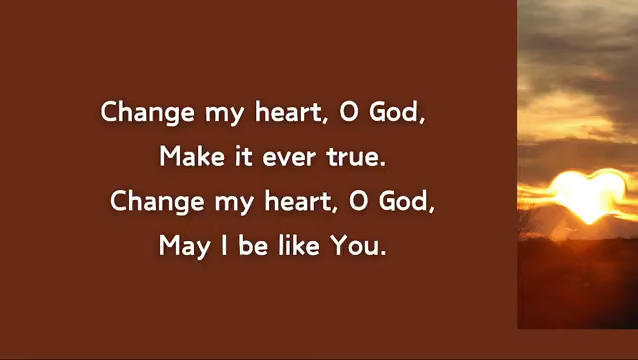 Change my heart, O God,
Make it ever true.
Change my heart, O God,
May I be like You.